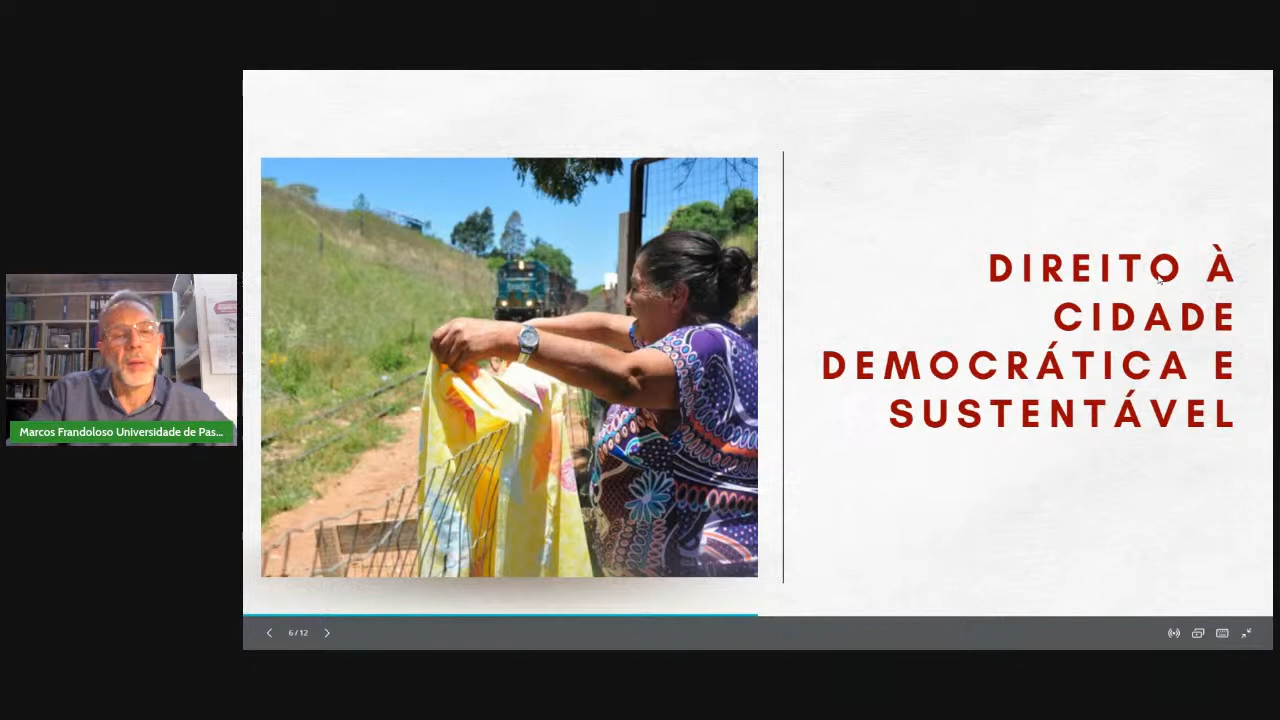 DIREITO À
CIDADE
DEMOCRÁTICA E
SUSTENTÁVEL
Marcos Frandoloso Universidade de Pas...
6 / 12